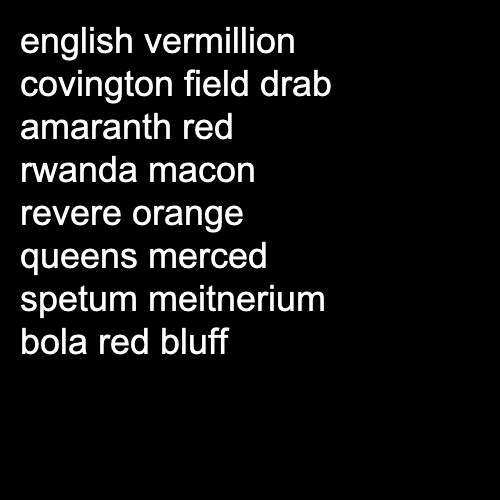 english vermillion
covington field drab
amaranth red
rwanda macon
revere orange
queens merced
spetum meitnerium
bola red bluff